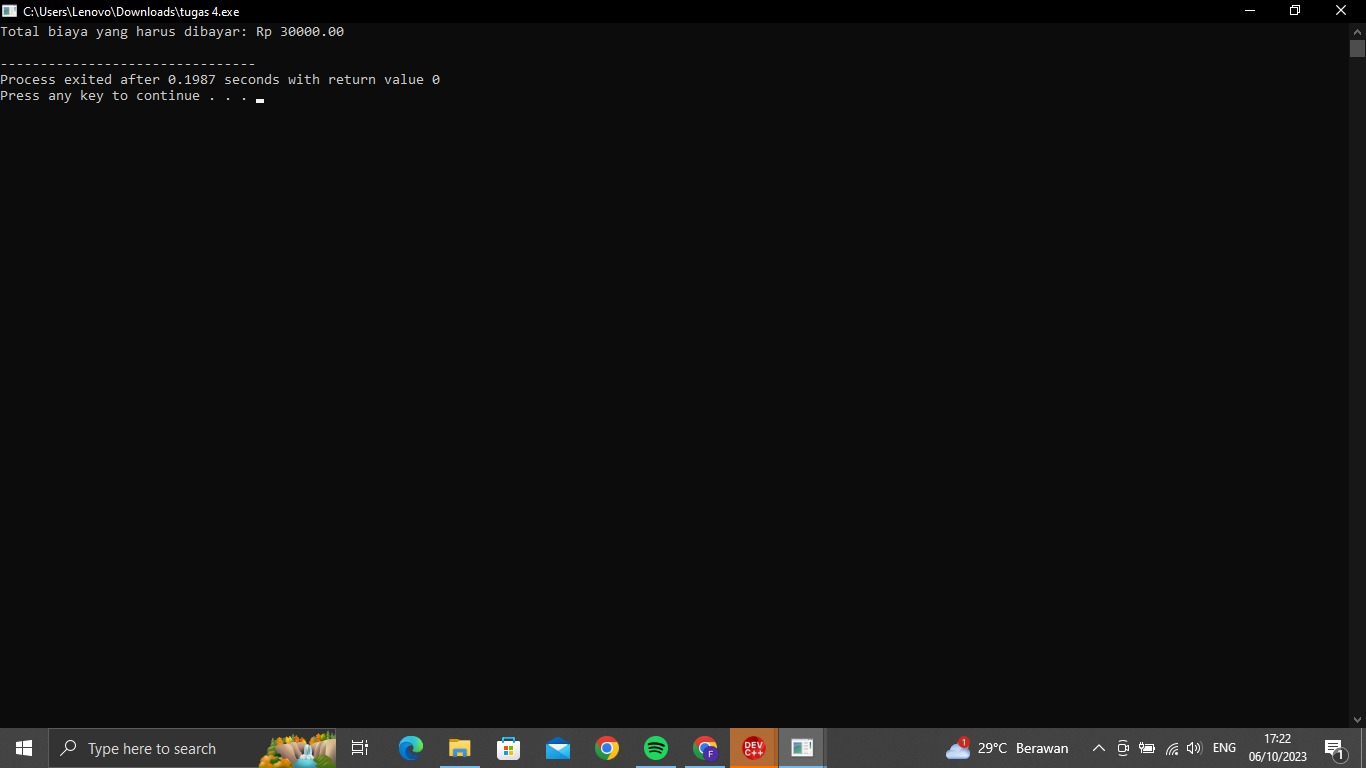 C:\Users\Lenovo\Downloads\tugas 4.exe
Total biaya yang harus dibayar: Rp 30000.00
--------------------------------
Process exited after 0.1987 seconds with return value 0
Press any key to continue . . .
Type here to search
F
DEV
C++
1
29°C Berawan
ENG
17:22
06/10/2023
1